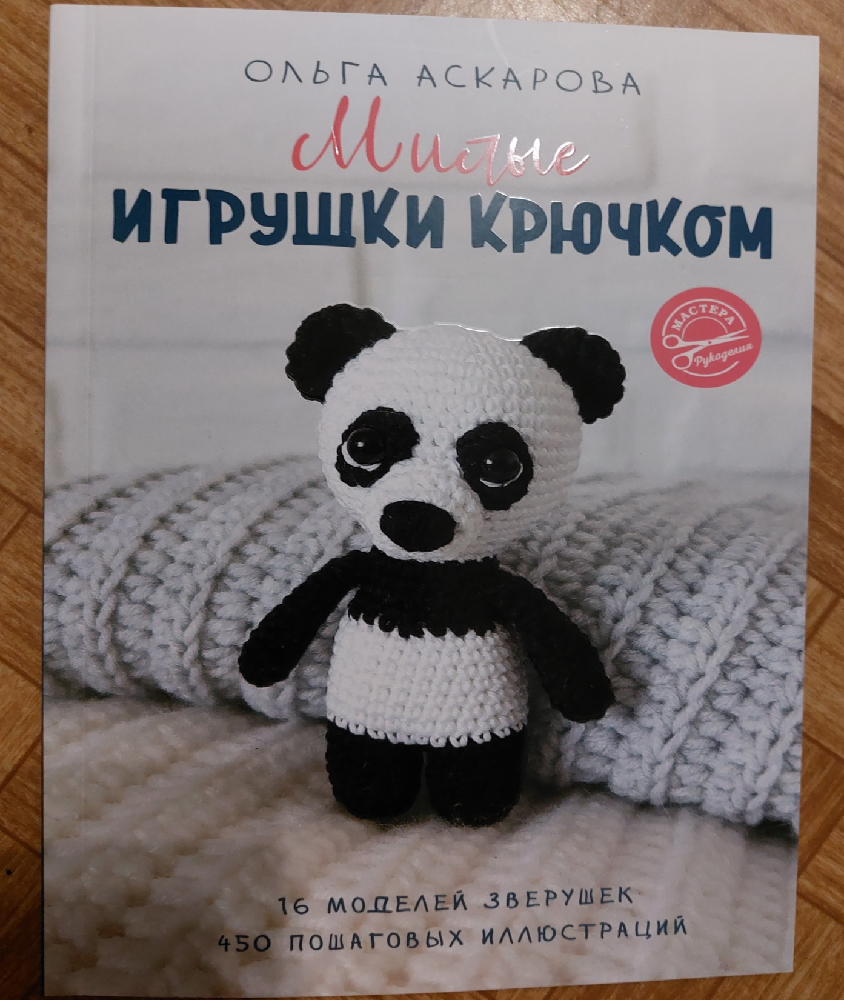 ОЛЬГА АСКАРОВА
Милые
ИГРУШКИ КРЮЧКОМ
МАСТЕРА
Рукоделия
16 МОДЕЛЕЙ ЗВЕРУШЕК
450 ПОШАГОВЫХ ИЛЛЮСТРАЦИЙ